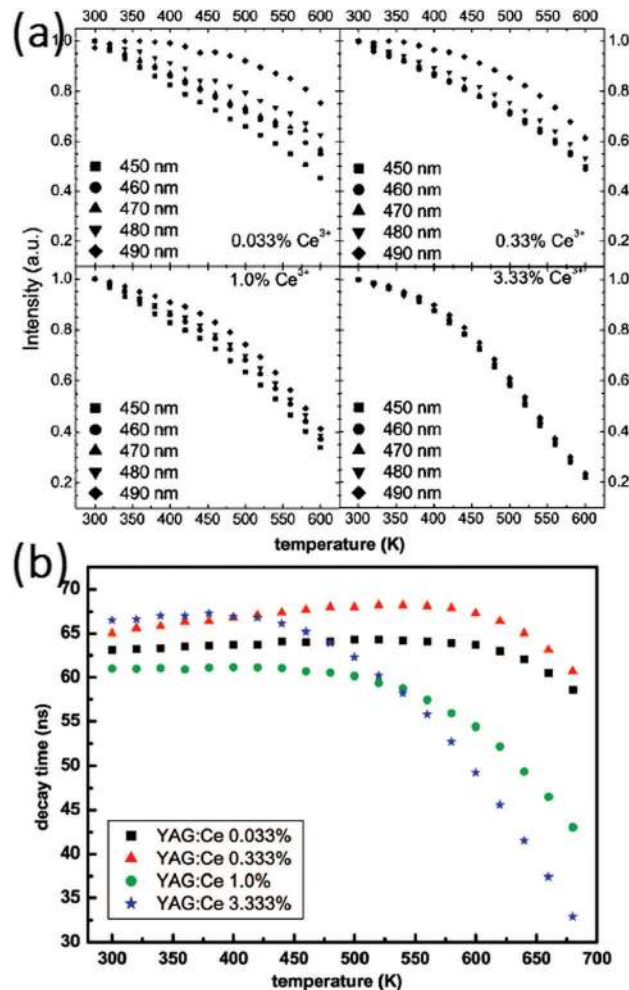 (a)
300 350 400 450 500 550 600
300 350 400 450 500 550 600
1.0
0.8
0.6
0.4
0.2
450 nm
460 nm
470 nm
480 nm
490 nm
0.033% Ce³⁺
450 nm
460 nm
470 nm
480 nm
490 nm
0.33% Ce³⁺
1.0
0.8
0.6
0.4
0.2
Intensity (a.u.)
1.0
0.8
0.6
0.4
0.2
1.0% Ce³⁺
450 nm
460 nm
470 nm
480 nm
490 nm
3.33% Ce³⁺
450 nm
460 nm
470 nm
480 nm
490 nm
1.0
0.8
0.6
0.4
0.2
300 350 400 450 500 550 600
300 350 400 450 500 550 600
temperature (K)
temperature (K)
(b)
70
65
60
55
50
45
40
35
30
decay time (ns)
YAG:Ce 0.033%
YAG:Ce 0.333%
YAG:Ce 1.0%
YAG:Ce 3.333%
300 350 400 450 500 550 600 650 700
temperature (K)